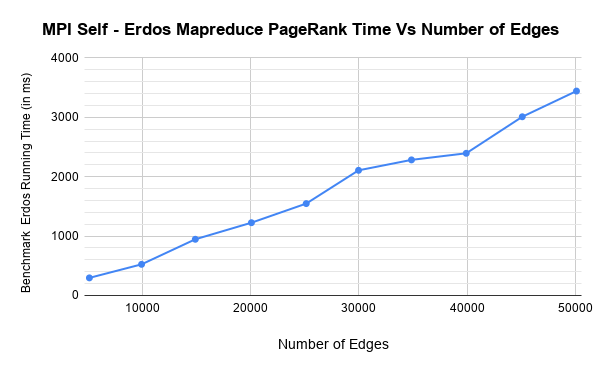 MPI Self - Erdos Mapreduce PageRank Time Vs Number of Edges
Benchmark Erdos Running Time (in ms)
4000
3000
2000
1000
0
10000 20000 30000 40000 50000
Number of Edges